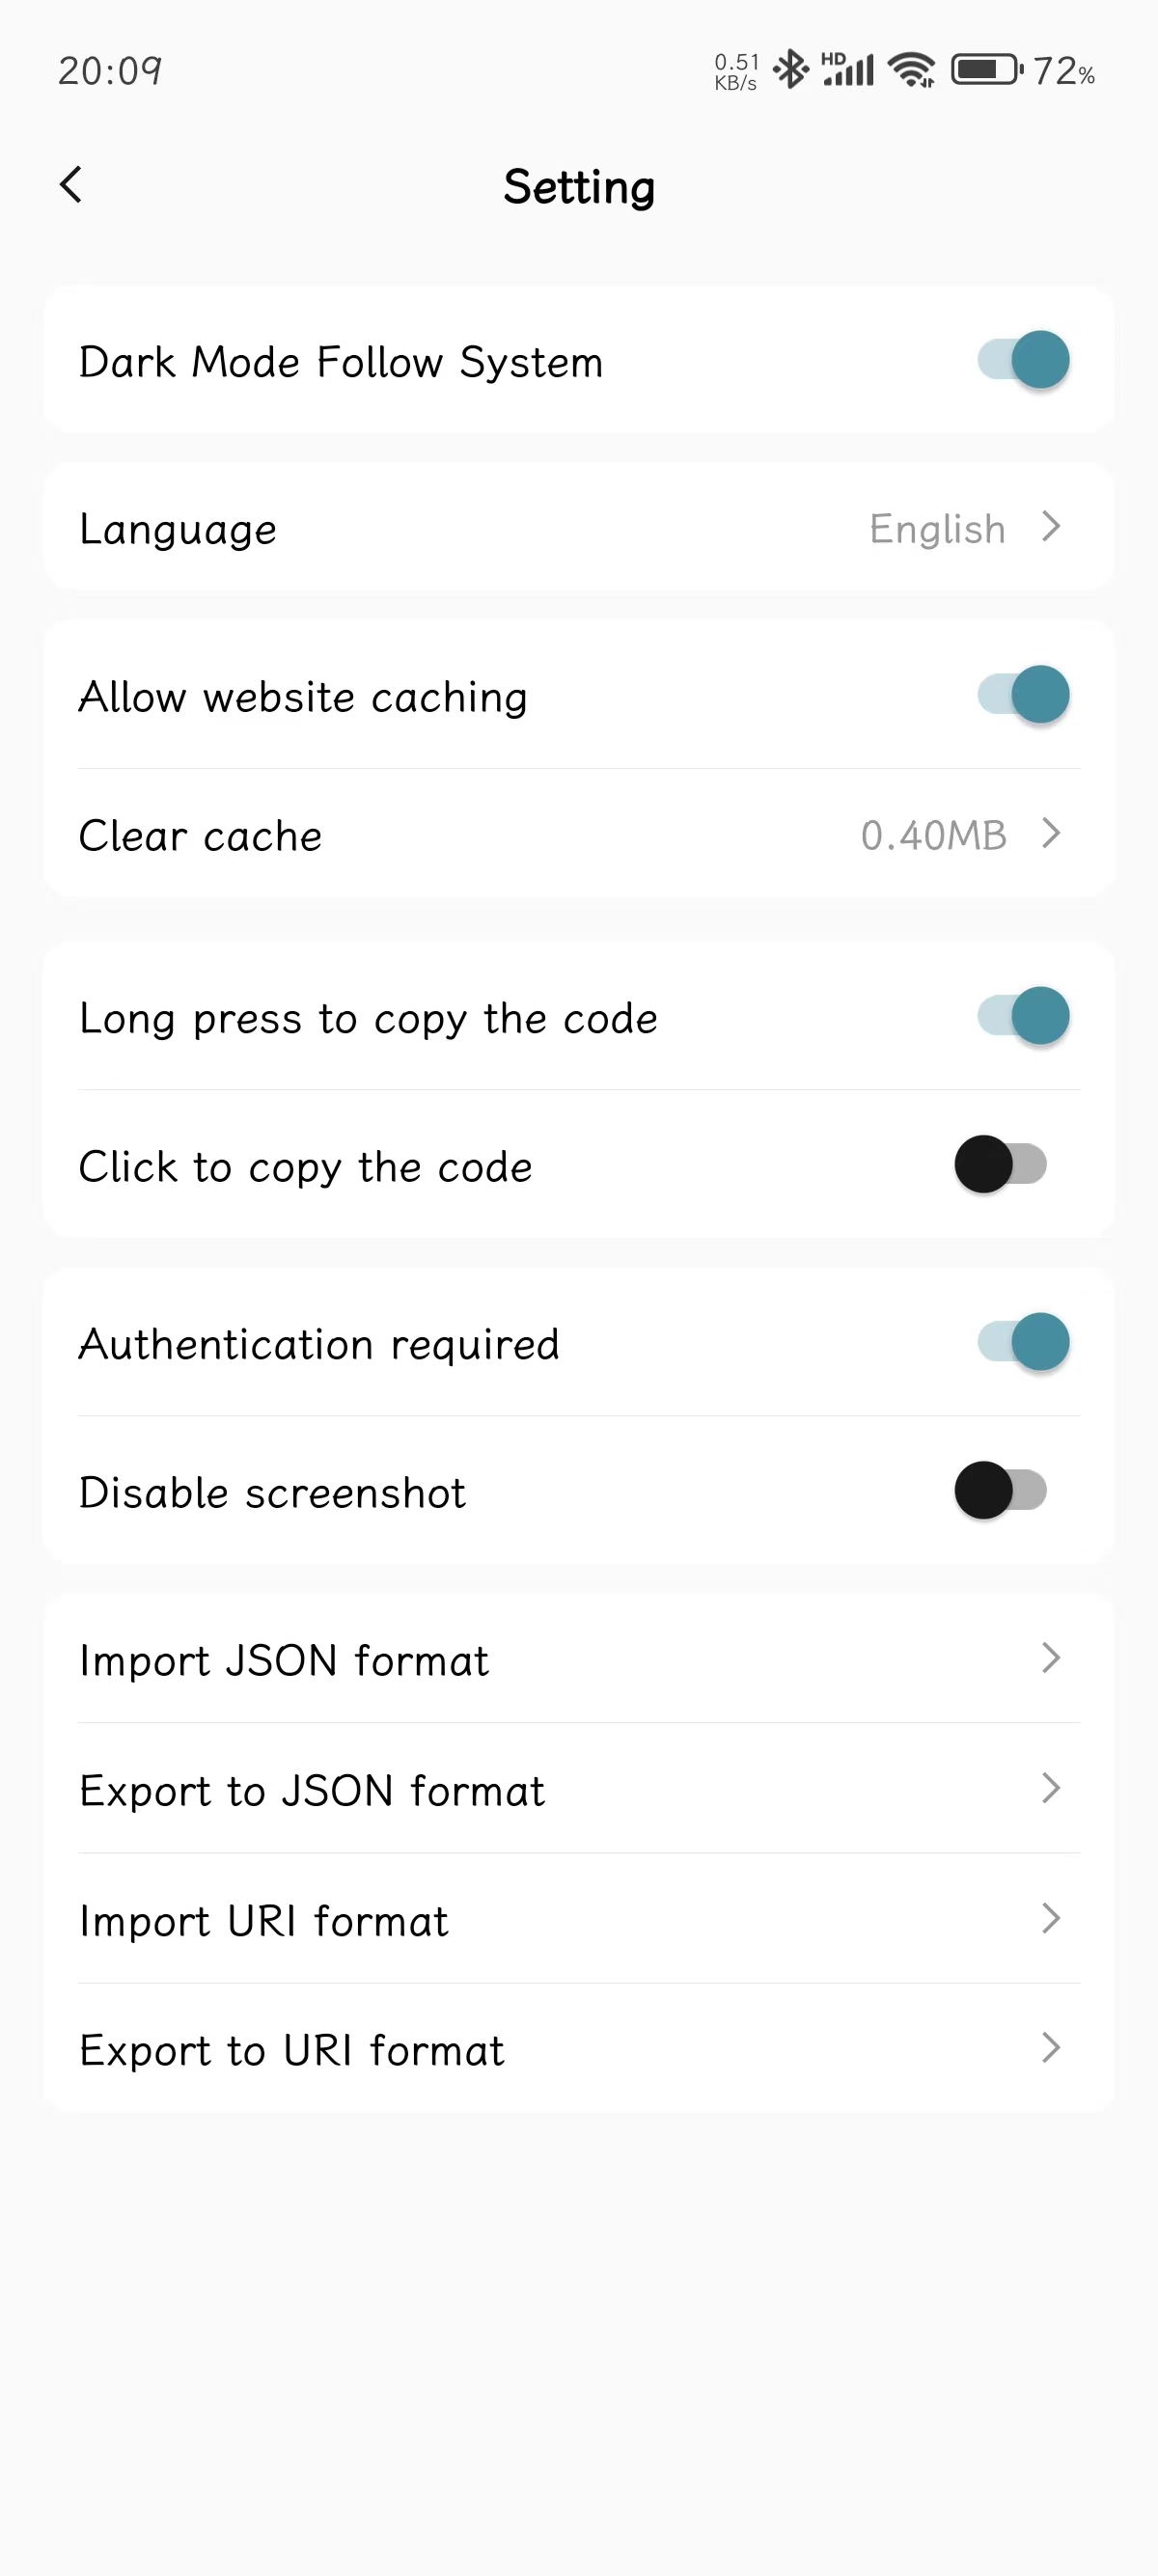 20:09
0.51 KB/s HD 72%
Setting
Dark Mode Follow System
Language English
Allow website caching
Clear cache 0.40MB
Long press to copy the code
Click to copy the code
Authentication required
Disable screenshot
Import JSON format
Export to JSON format
Import URI format
Export to URI format